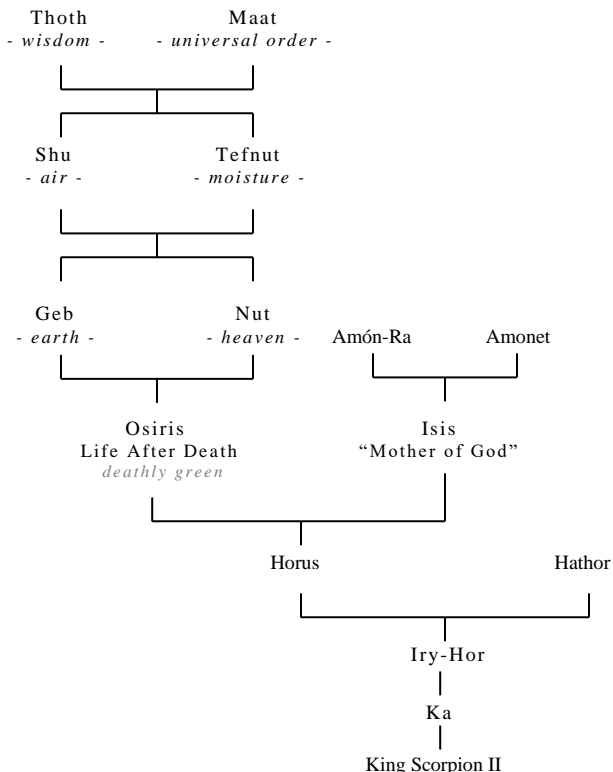 Thoth Maat
- wisdom - - universal order -
Shu Tefnut
- air - - moisture -
Geb Nut
- earth - - heaven - Amón-Ra Amonet
Osiris Isis
Life After Death “Mother of God”
deathly green
Horus Hathor
Iry-Hor
Ka
King Scorpion II